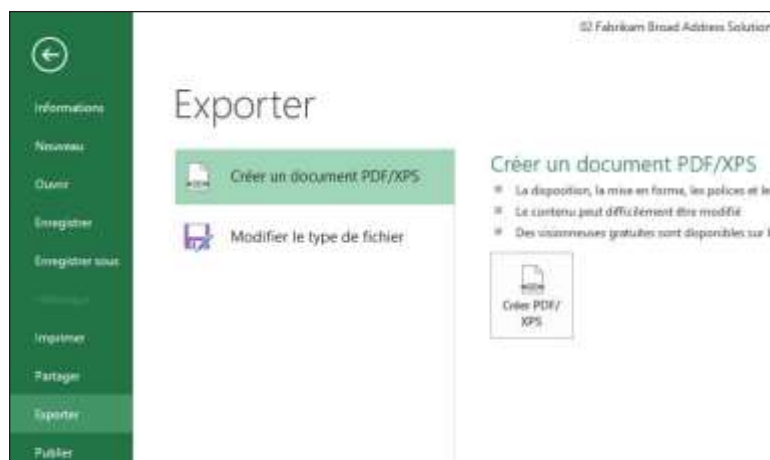 02 Fabrikam Broad Address Solution
Informations
Nouveau
Ouvrir
Enregistrer
Enregistrer sous
Imprimer
Partager
Exporter
Publier
Exporter
Créer un document PDF/XPS
Modifier le type de fichier
Créer un document PDF/XPS
La disposition, la mise en forme, les polices et le
Le contenu peut difficilement être modifié
Des visionneuses gratuites sont disponibles sur
Créer PDF/
XPS